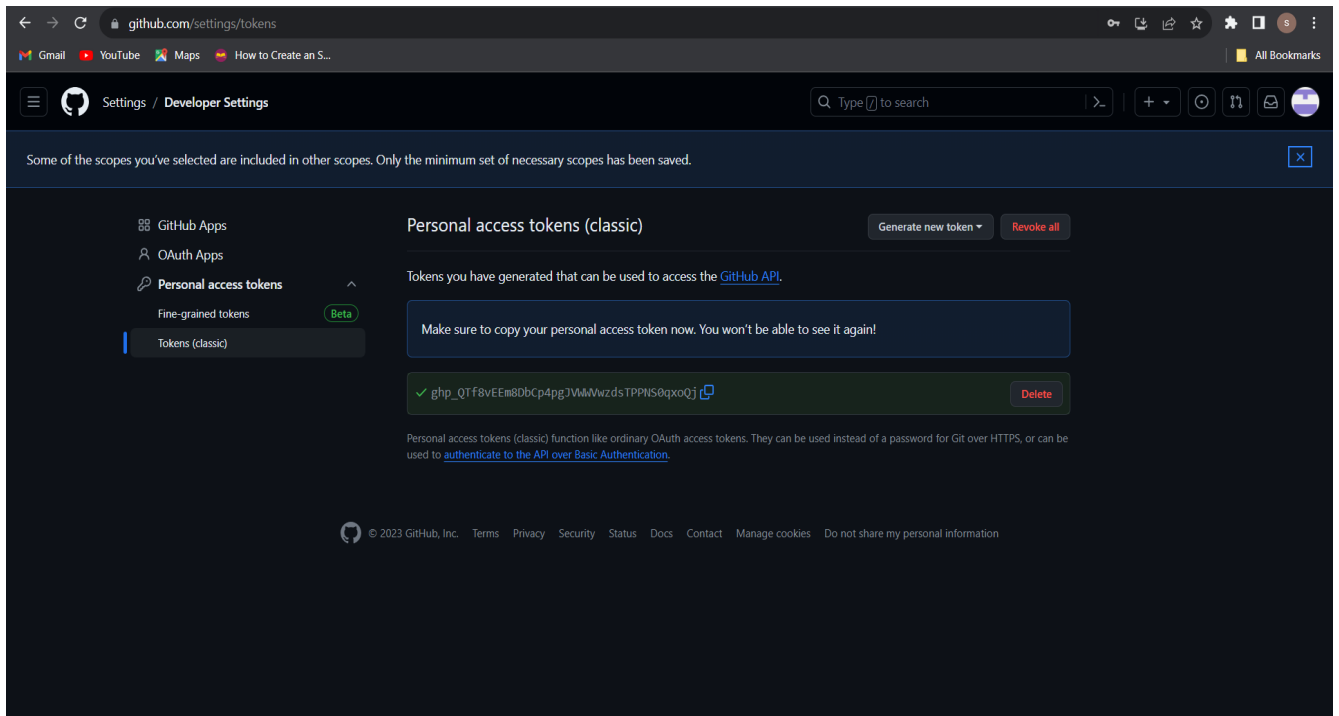 github.com/settings/tokens
S
Gmail YouTube Maps How to Create an S... All Bookmarks
Settings / Developer Settings Type / to search
Some of the scopes you've selected are included in other scopes. Only the minimum set of necessary scopes has been saved.
GitHub Apps
OAuth Apps
Personal access tokens
Fine-grained tokens Beta
Tokens (classic)
Personal access tokens (classic) Generate new token Revoke all
Tokens you have generated that can be used to access the GitHub API.
Make sure to copy your personal access token now. You won't be able to see it again!
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 Delete
Personal access tokens (classic) function like ordinary OAuth access tokens. They can be used instead of a password for Git over HTTPS, or can be
used to authenticate to the API over Basic Authentication.
© 2023 GitHub, Inc. Terms Privacy Security Status Docs Contact Manage cookies Do not share my personal information